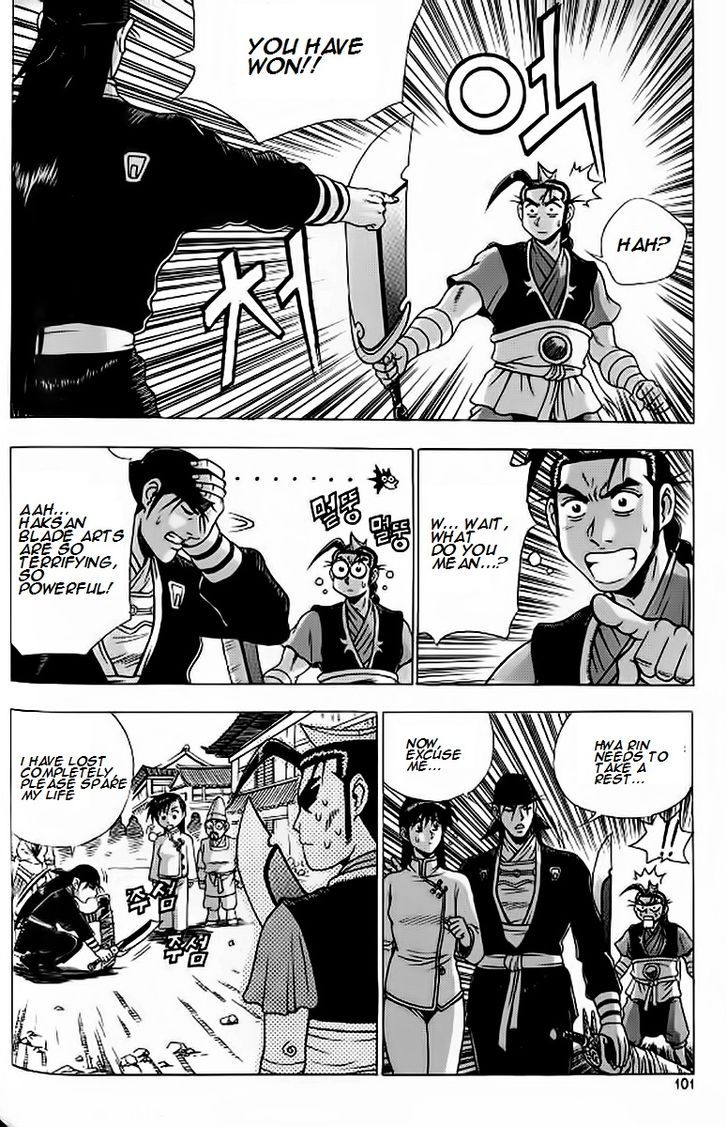 YOU HAVE
WON!!
처
어
HAH?
AAH...
HAKSAN
BLADE ARTS
ARE SO
TERRIFYING,
SO
POWERFUL!
멀뚱
멀뚱
W... WAIT,
WHAT
DO YOU
MEAN...?
I HAVE LOST
COMPLETELY
PLEASE SPARE
MY LIFE
주섬
주섬
NOW,
EXCUSE
ME...
HWA RIN
NEEDS TO
TAKE A
REST...
!!
101